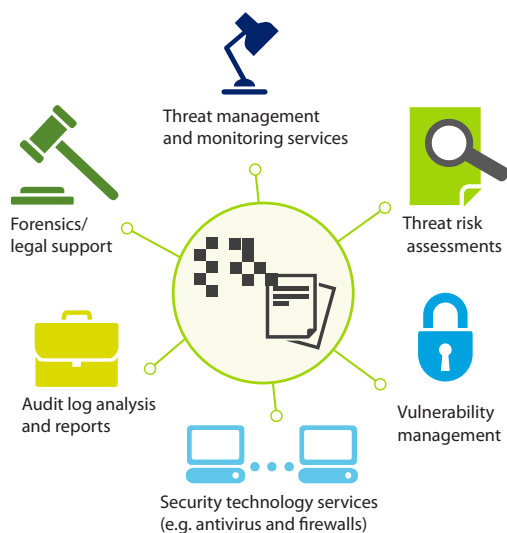 Threat management
and monitoring services
Forensics/
legal support
Threat risk
assessments
Audit log analysis
and reports
Vulnerability
management
Security technology services
(e.g. antivirus and firewalls)